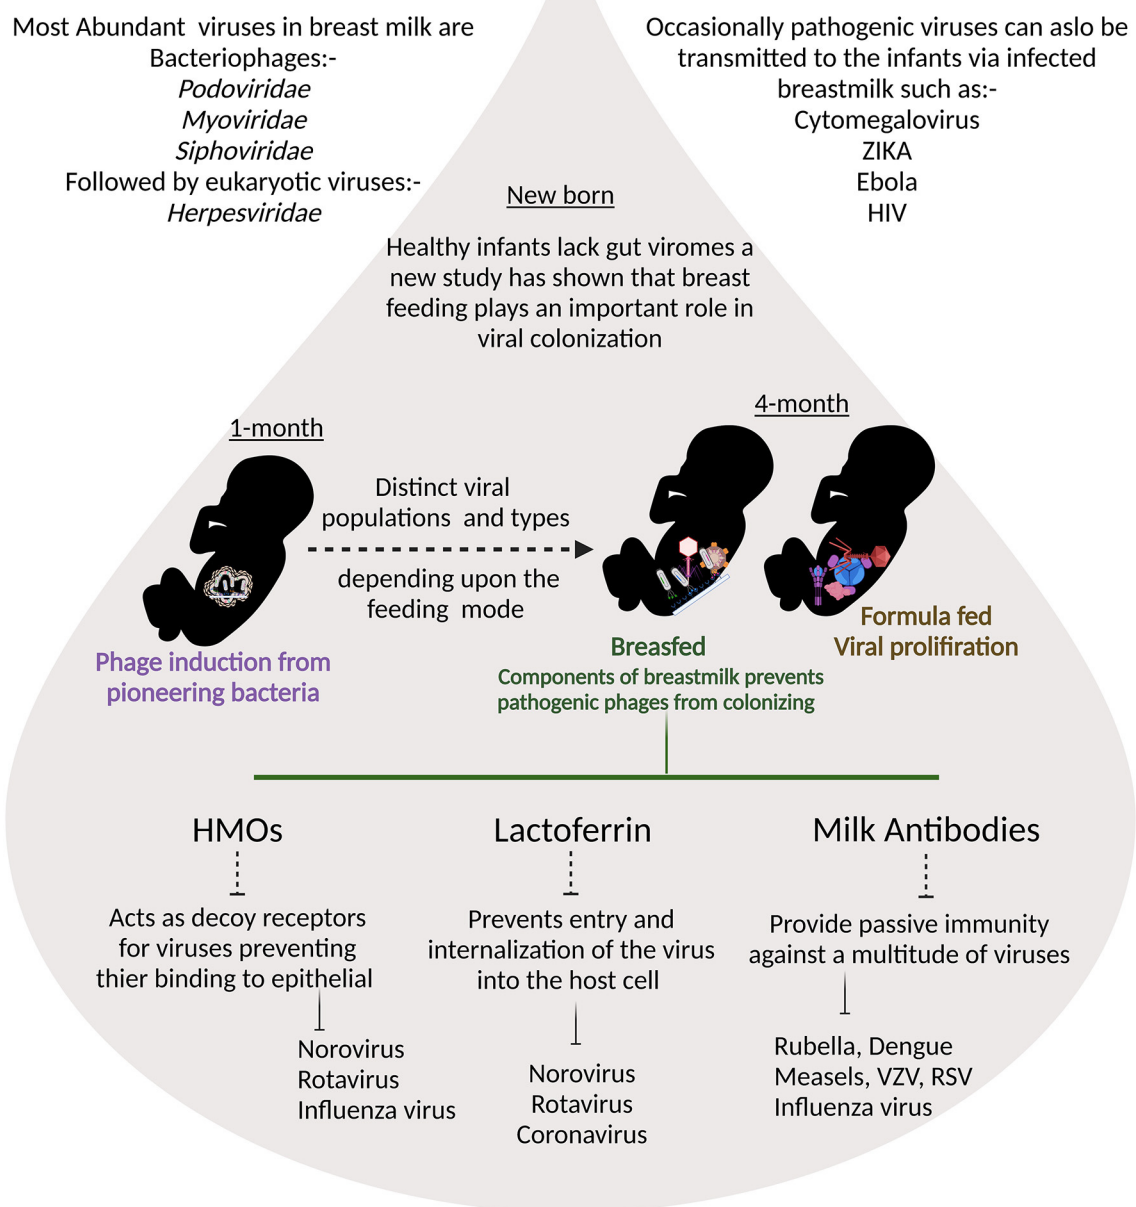 Most Abundant  viruses in breast milk are
Bacteriophages:-
Podoviridae
Myoviridae
Siphoviridae
Followed by eukaryotic viruses:-
Herpesviridae
Occasionally pathogenic viruses can aslo be
transmitted to the infants via infected
breastmilk such as:-
Cytomegalovirus
ZIKA
Ebola
HIV
New born
Healthy infants lack gut viromes a
new study has shown that breast
feeding plays an important role in
viral colonization
1-month
Distinct viral
populations  and types
depending upon the
feeding  mode
4-month
Phage induction from
pioneering bacteria
Breasfed
Components of breastmilk prevents
pathogenic phages from colonizing
Formula fed
Viral prolifiration
HMOs
Acts as decoy receptors
for viruses preventing
thier binding to epithelial
Norovirus
Rotavirus
Influenza virus
Lactoferrin
Prevents entry and
internalization of the virus
into the host cell
Norovirus
Rotavirus
Coronavirus
Milk Antibodies
Provide passive immunity
against a multitude of viruses
Rubella, Dengue
Measels, VZV, RSV
Influenza virus